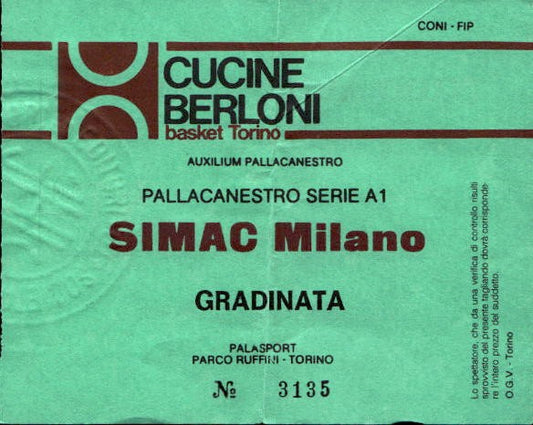 CONI - FIP
CUCINE
BERLONI
basket Torino
AUXILIUM PALLACANESTRO
PALLACANESTRO SERIE A1
SIMAC Milano
GRADINATA
PALASPORT
PARCO RUFFINI - TORINO
№ 3135
Lo spettatore, che da una verifica di controllo risulti
sprovvisto del presente tagliando dovrà corrisponde-
re l'intero prezzo del suddetto.
O.G.V. - Torino